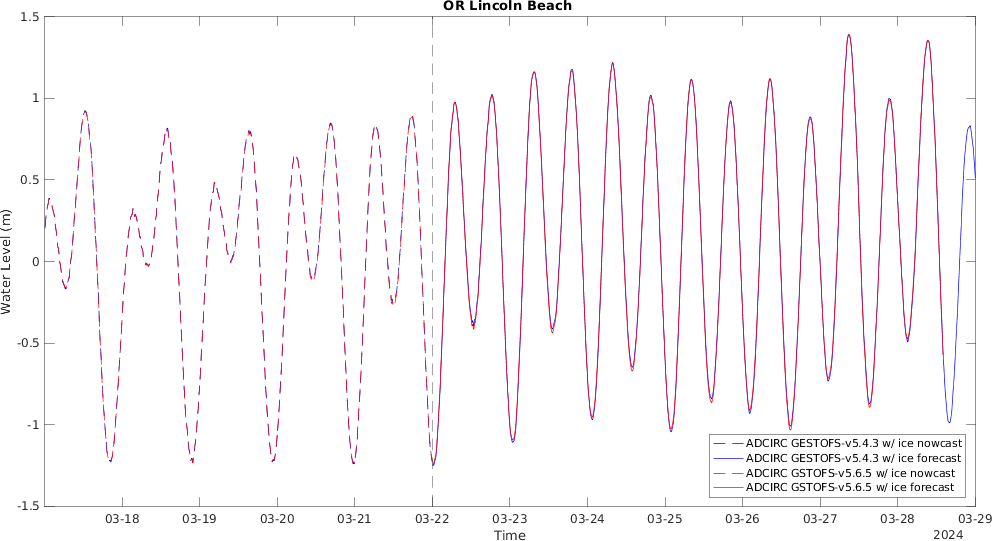 OR Lincoln Beach
1.5
1
0.5
0
-0.5
-1
-1.5
Water Level (m)
03-18 03-19 03-20 03-21 03-22 03-23 03-24 03-25 03-26 03-27 03-28 03-29
Time
2024
ADCIRC GESTOFS-v5.4.3 w/ ice nowcast
ADCIRC GESTOFS-v5.4.3 w/ ice forecast
ADCIRC GSTOFS-v5.6.5 w/ ice nowcast
ADCIRC GSTOFS-v5.6.5 w/ ice forecast